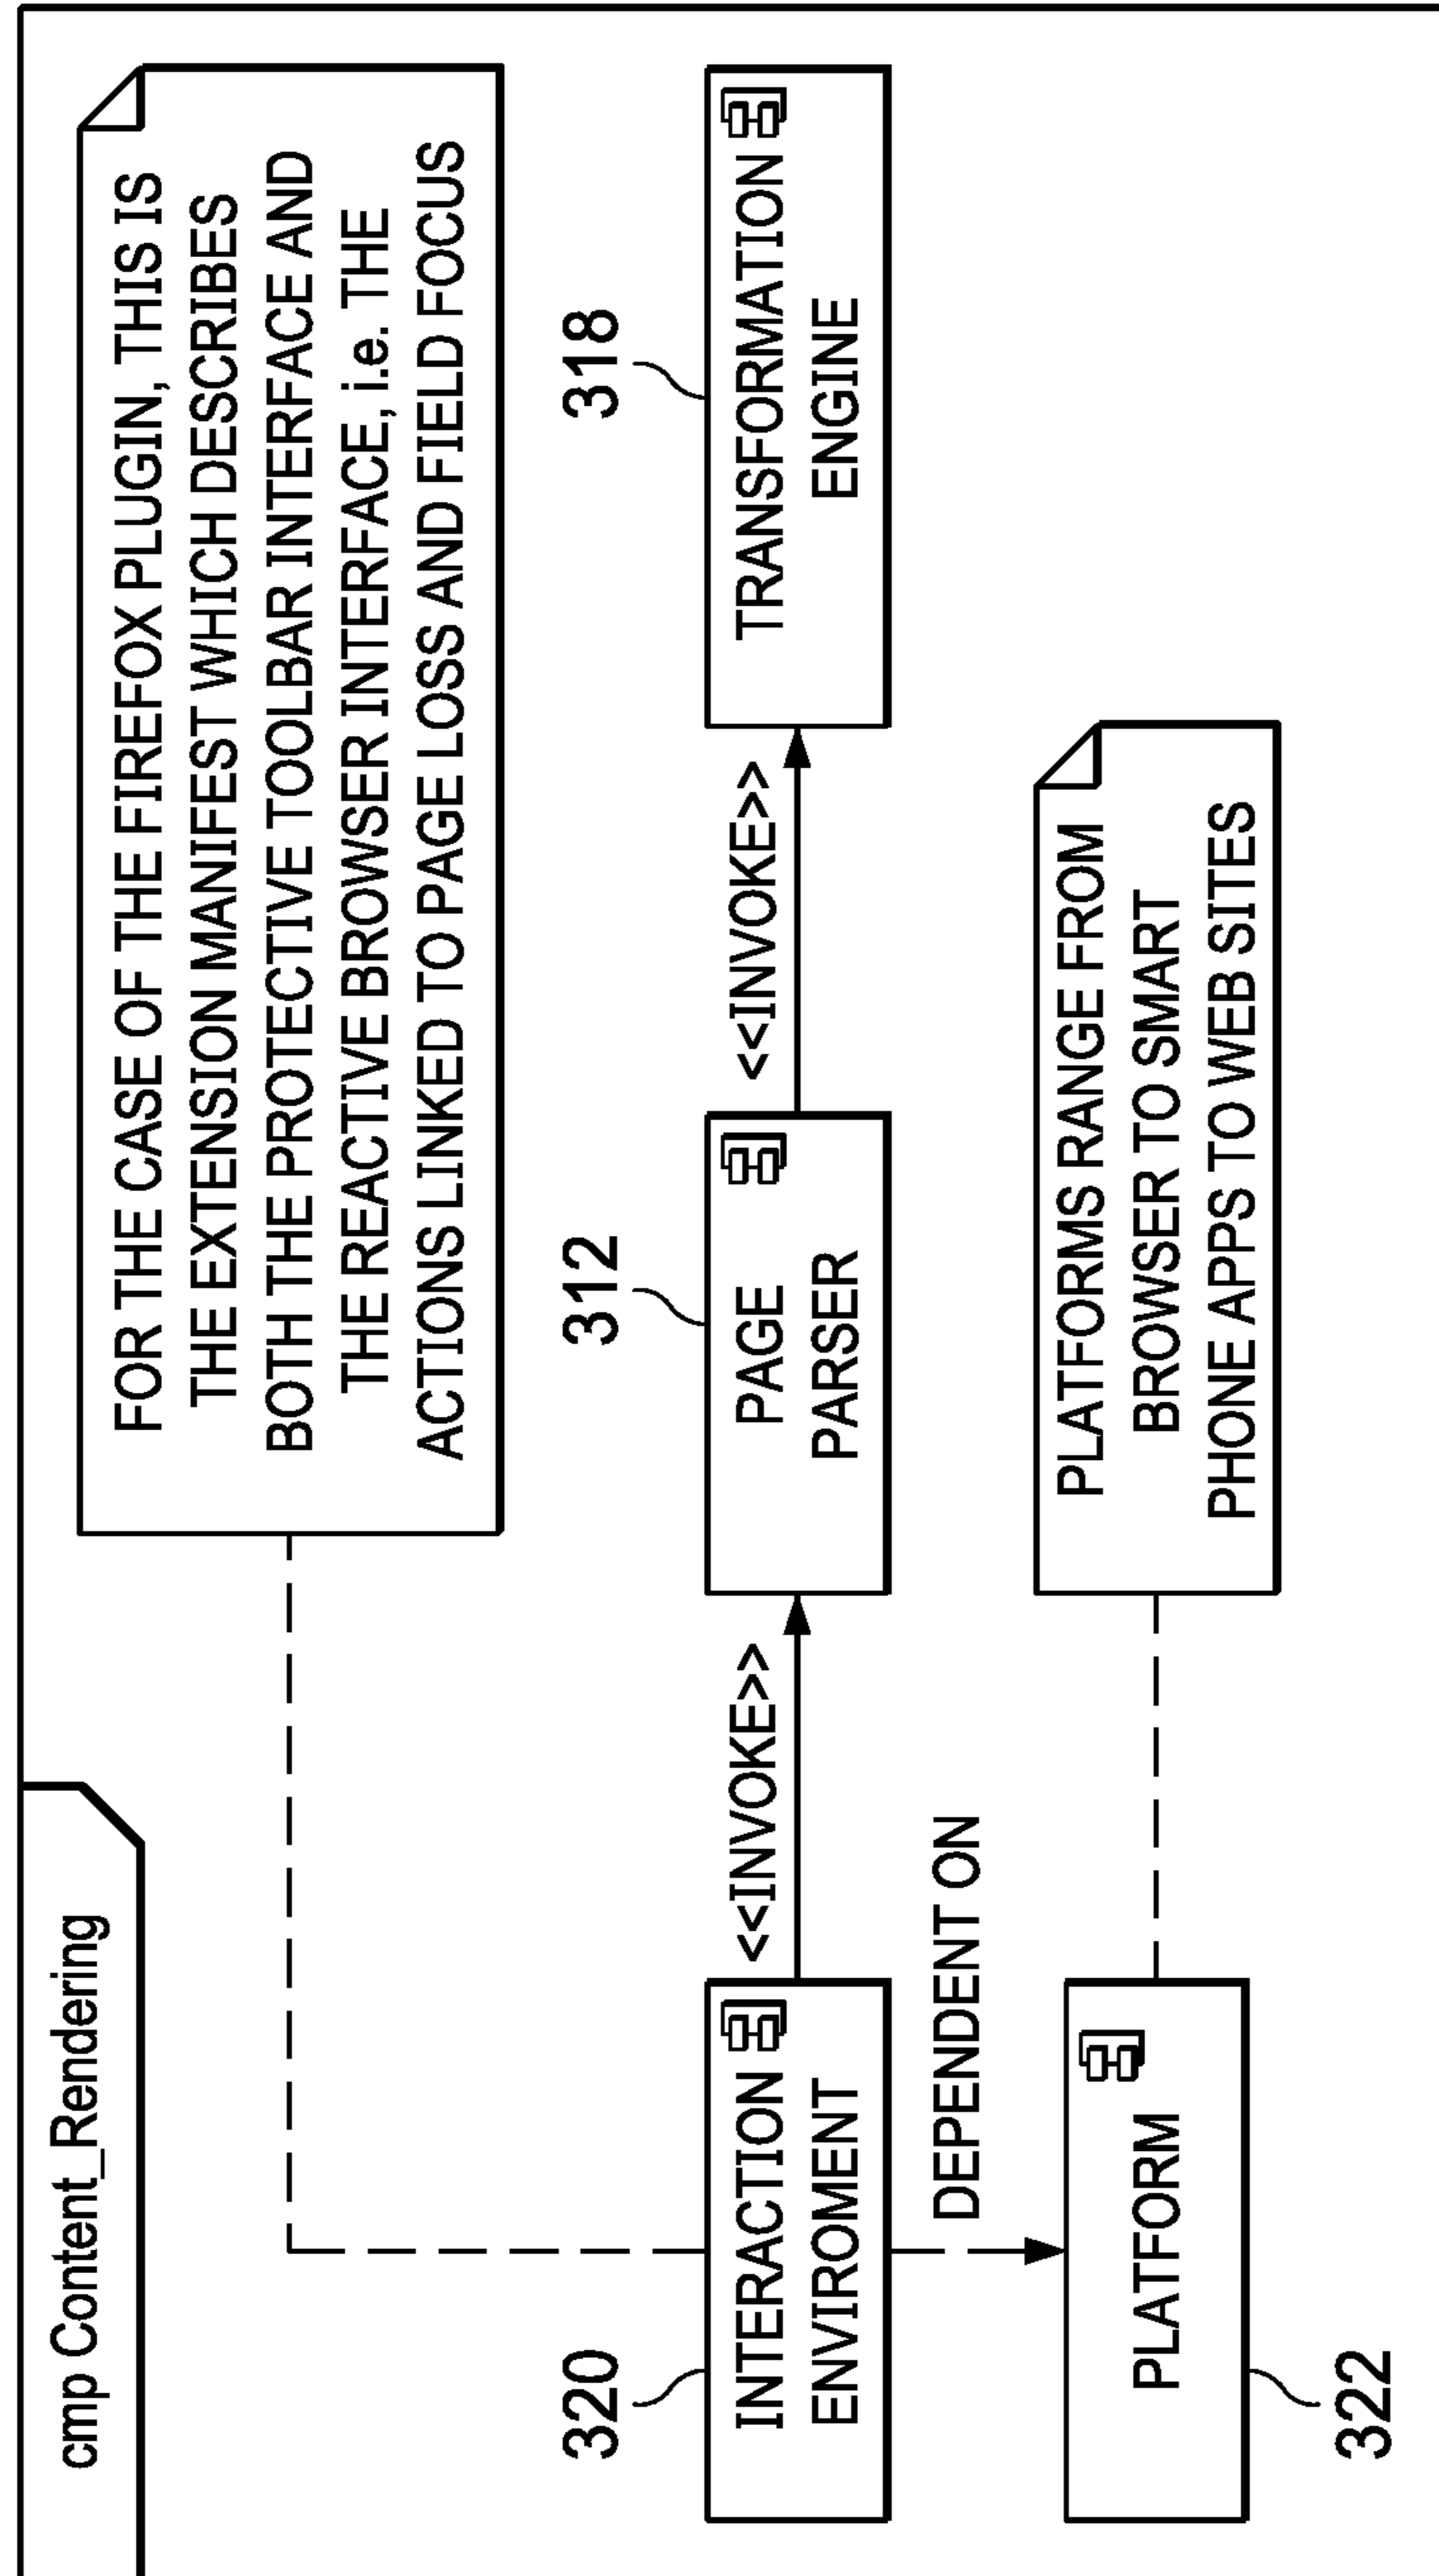 cmp Content_Rendering
FOR THE CASE OF THE FIREFOX PLUGIN, THIS IS
THE EXTENSION MANIFEST WHICH DESCRIBES
BOTH THE PROTECTIVE TOOLBAR INTERFACE AND
THE REACTIVE BROWSER INTERFACE, i.e. THE
ACTIONS LINKED TO PAGE LOSS AND FIELD FOCUS
320
INTERACTION
ENVIROMENT
<<INVOKE>>
312
PAGE
PARSER
<<INVOKE>>
318
TRANSFORMATION
ENGINE
DEPENDENT ON
PLATFORM
322
PLATFORMS RANGE FROM
BROWSER TO SMART
PHONE APPS TO WEB SITES